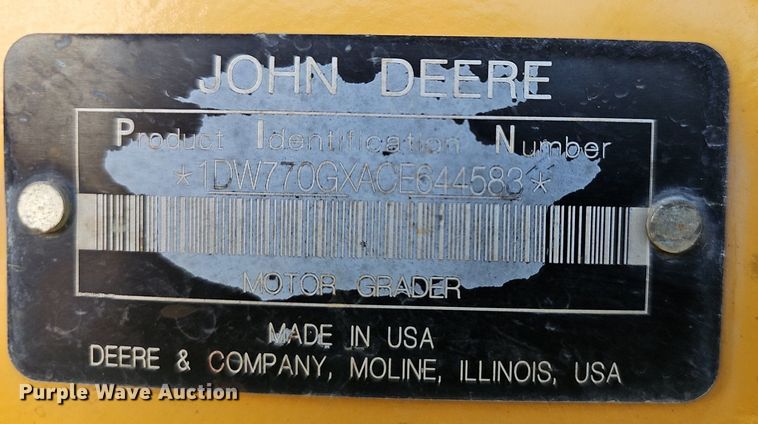 JOHN DEERE
Product Identification Number
*1DW770GXACE644583*
MOTOR GRADER
MADE IN USA
DEERE & COMPANY, MOLINE, ILLINOIS, USA
Purple Wave Auction